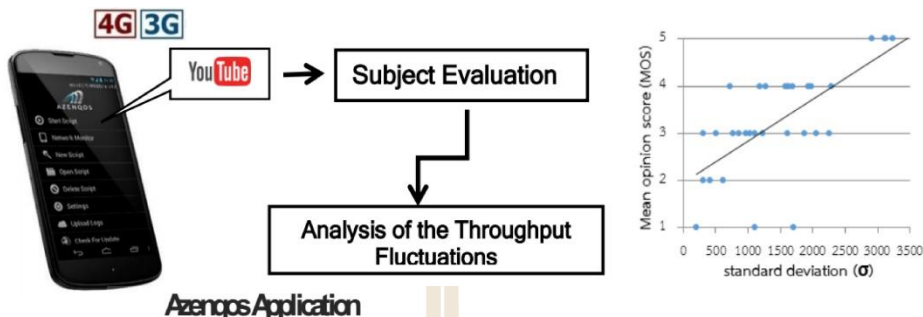 4G 3G
YouTube
AZENQOS
Start Script
Network Monitor
New Script
Open Script
Delete Script
Settings
Upload Logs
Check For Update
Azenqos Application
Subject Evaluation
Analysis of the Throughput
Fluctuations
Mean opinion score (MOS)
5
4
3
2
1
0 500 1000 1500 2000 2500 3000 3500
standard deviation (σ)